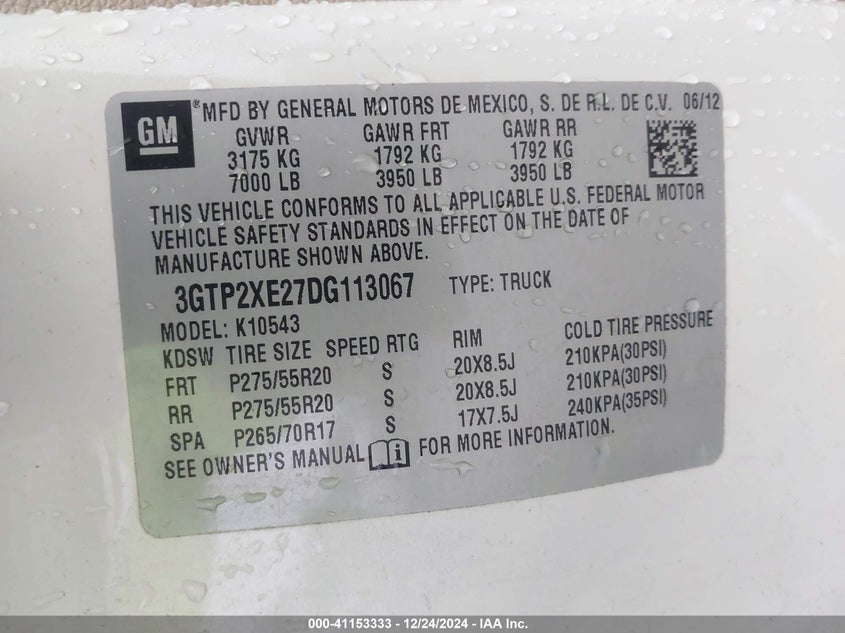 GM ® MFD BY GENERAL MOTORS DE MEXICO, S. DE R.L. DE C.V. 06/12
GVWR GAWR FRT GAWR RR
3175 KG 1792 KG 1792 KG
7000 LB 3950 LB 3950 LB
THIS VEHICLE CONFORMS TO ALL APPLICABLE U.S. FEDERAL MOTOR
VEHICLE SAFETY STANDARDS IN EFFECT ON THE DATE OF
MANUFACTURE SHOWN ABOVE.
3GTP2XE27DG113067 TYPE: TRUCK
MODEL: K10543
KDSW TIRE SIZE SPEED RTG RIM COLD TIRE PRESSURE
FRT P275/55R20 S 20X8.5J 210KPA(30PSI)
RR P275/55R20 S 20X8.5J 210KPA(30PSI)
SPA P265/70R17 S 17X7.5J 240KPA(35PSI)
SEE OWNER'S MANUAL i FOR MORE INFORMATION.
000-41153333 - 12/24/2024 - IAA Inc.